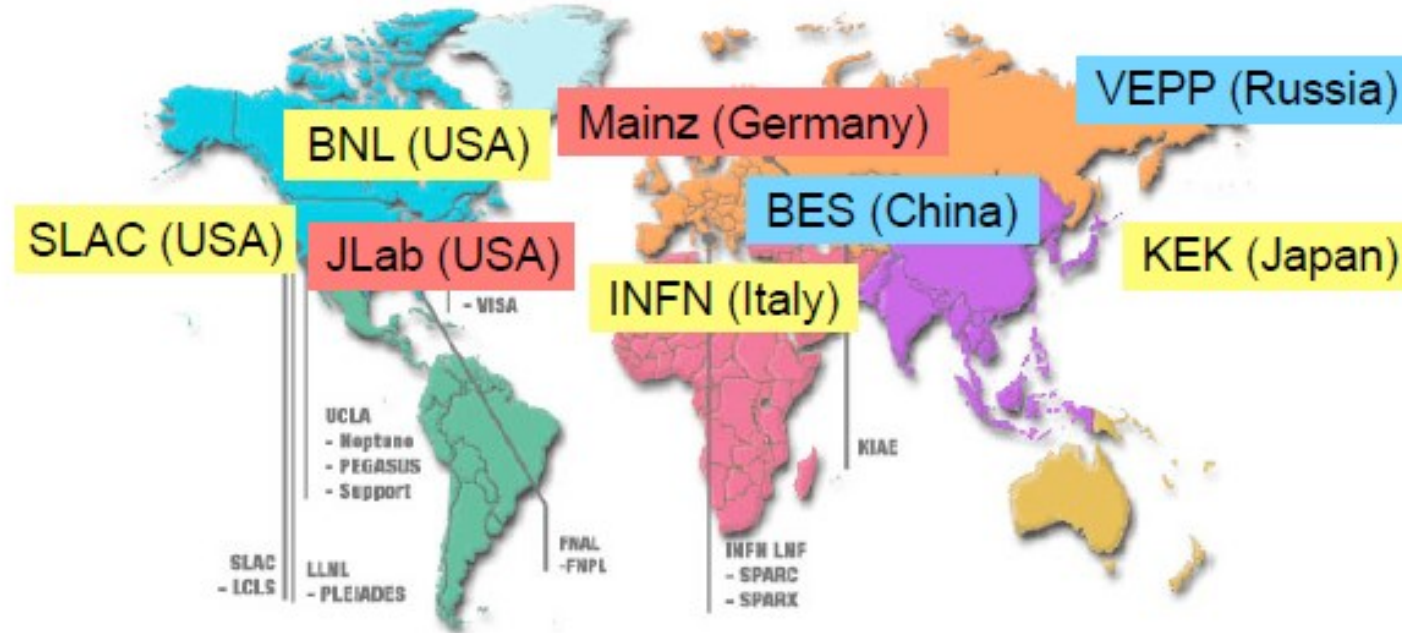 VEPP (Russia)
Mainz (Germany)
BNL (USA)
BES (China)
SLAC (USA)
JLab (USA)
KEK (Japan)
INFN (Italy)
- VISA
UCLA
- Neptune
- PEGASUS
- Support
KIAE
SLAC
- LCLS
LLNL
- PLEIADES
FNAL
-FNPL
INFN LNF
- SPARC
- SPARX